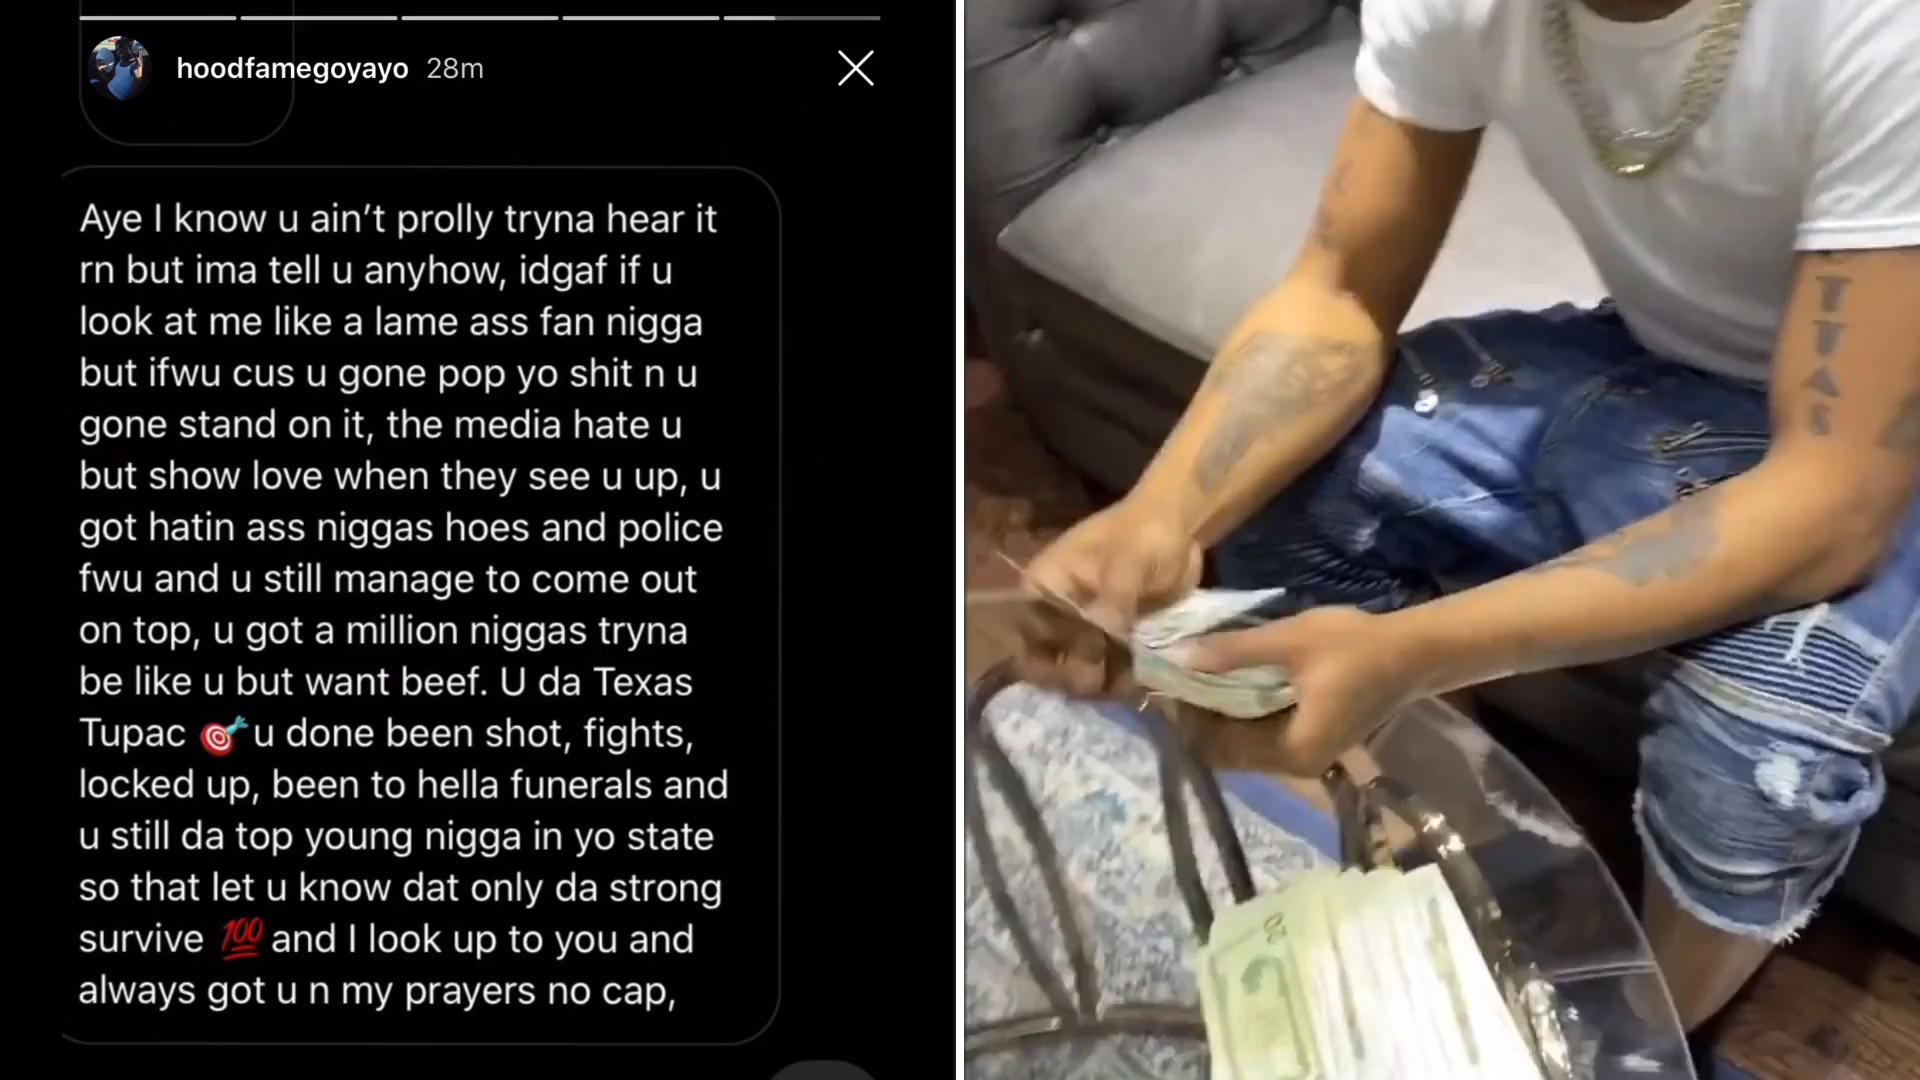 hoodfamegoyayo 28m
Aye I know u ain't prolly tryna hear it
rn but ima tell u anyhow, idgaf if u
look at me like a lame ass fan nigga
but ifwu cus u gone pop yo shit n u
gone stand on it, the media hate u
but show love when they see u up, u
got hatin ass niggas hoes and police
fwu and u still manage to come out
on top, u got a million niggas tryna
be like u but want beef. U da Texas
Tupac 🎯 u done been shot, fights,
locked up, been to hella funerals and
u still da top young nigga in yo state
so that let u know dat only da strong
survive 💯 and I look up to you and
always got u n my prayers no cap,
20